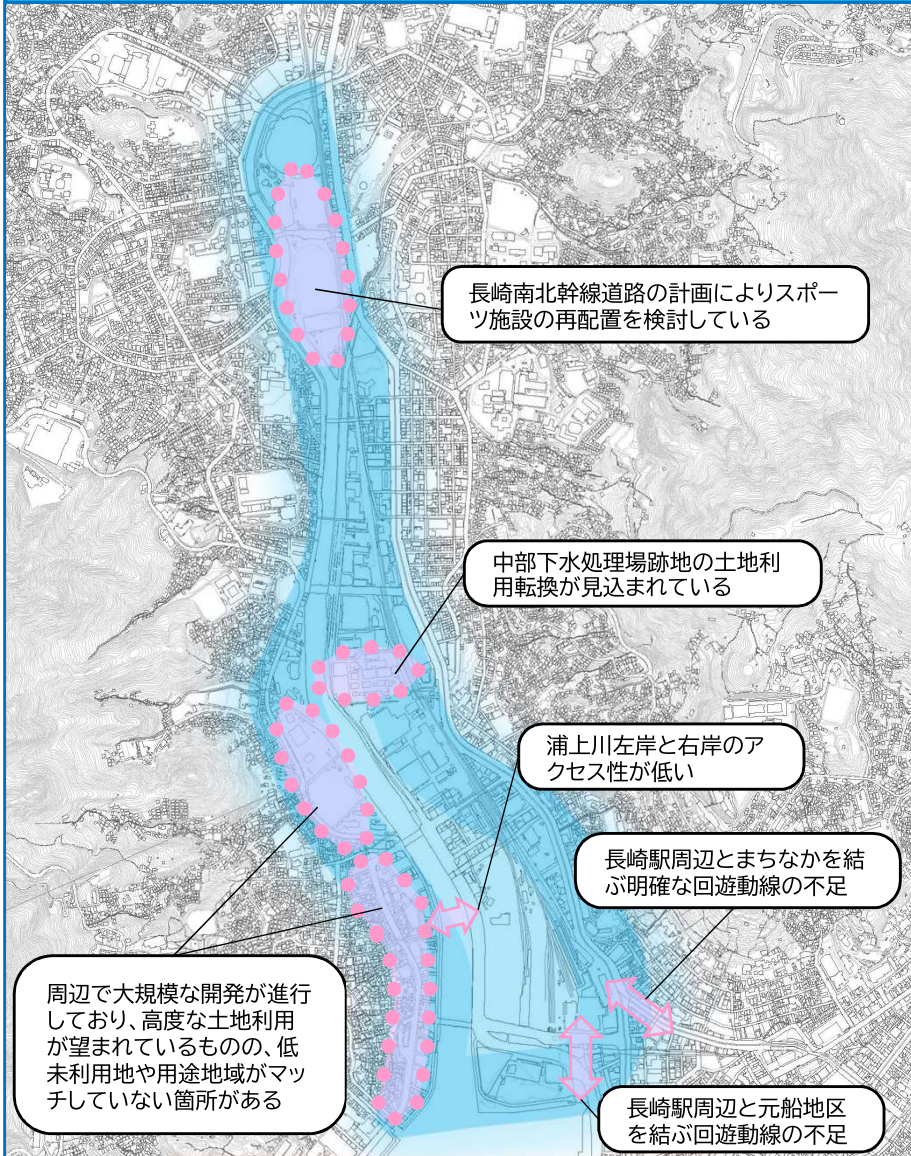 長崎南北幹線道路の計画によりスポー
ツ施設の再配置を検討している
中部下水処理場跡地の土地利
用転換が見込まれている
浦上川左岸と右岸のア
クセス性が低い
長崎駅周辺とまちなかを結
ぶ明確な回遊動線の不足
周辺で大規模な開発が進行
しており、高度な土地利用
が望まれているものの、低
未利用地や用途地域がマッ
チしていない箇所がある
長崎駅周辺と元船地区
を結ぶ回遊動線の不足